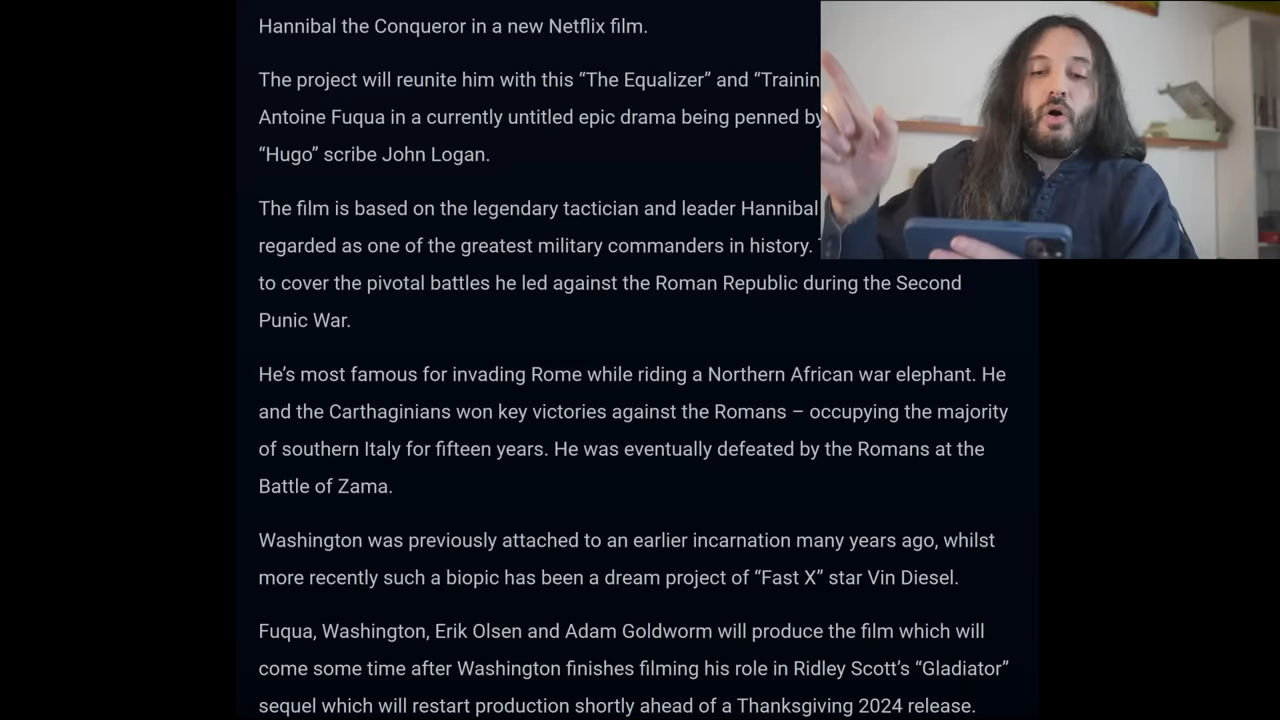 Hannibal the Conqueror in a new Netflix film.
The project will reunite him with this “The Equalizer” and “Trainin
Antoine Fuqua in a currently untitled epic drama being penned by
“Hugo” scribe John Logan.
The film is based on the legendary tactician and leader Hannibal
regarded as one of the greatest military commanders in history.
to cover the pivotal battles he led against the Roman Republic during the Second
Punic War.
He’s most famous for invading Rome while riding a Northern African war elephant. He
and the Carthaginians won key victories against the Romans – occupying the majority
of southern Italy for fifteen years. He was eventually defeated by the Romans at the
Battle of Zama.
Washington was previously attached to an earlier incarnation many years ago, whilst
more recently such a biopic has been a dream project of “Fast X” star Vin Diesel.
Fuqua, Washington, Erik Olsen and Adam Goldworm will produce the film which will
come some time after Washington finishes filming his role in Ridley Scott’s “Gladiator”
sequel which will restart production shortly ahead of a Thanksgiving 2024 release.